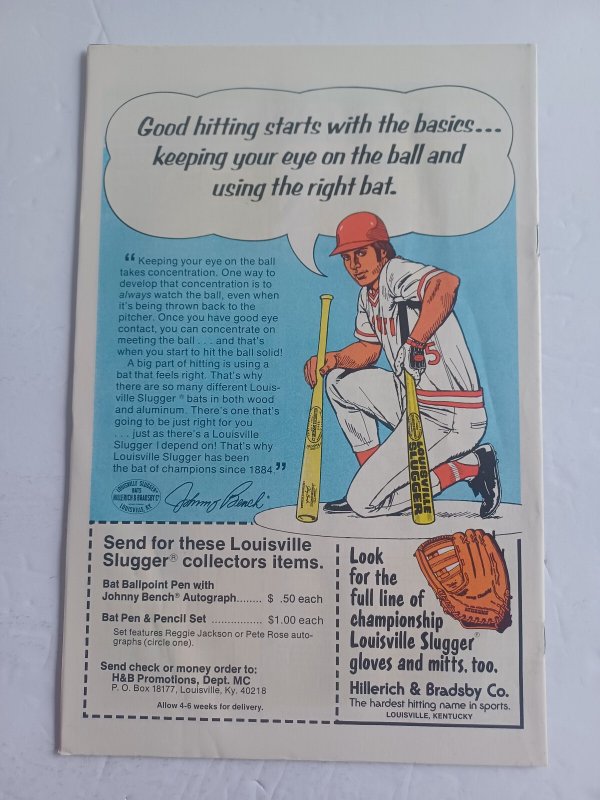 Good hitting starts with the basics...
keeping your eye on the ball and
using the right bat.
“ Keeping your eye on the ball
takes concentration. One way to
develop that concentration is to
always watch the ball, even when
it's being thrown back to the
pitcher. Once you have good eye
contact, you can concentrate on
meeting the ball . . . and that's
when you start to hit the ball solid!
A big part of hitting is using a
bat that feels right. That's why
there are so many different Louis-
ville Slugger® bats in both wood
and aluminum. There's one that's
going to be just right for you
. . . just as there's a Louisville
Slugger I depend on! That's why
Louisville Slugger has been
the bat of champions since 1884.”
LOUISVILLE SLUGGER
BATS
HILLERICH & BRADSBY CO
LOUISVILLE, KY.
Johnny Bench
5
LOUISVILLE
SLUGGER
Send for these Louisville
Slugger® collectors items.
Bat Ballpoint Pen with
Johnny Bench® Autograph........ $ .50 each
Bat Pen & Pencil Set ............... $1.00 each
Set features Reggie Jackson or Pete Rose auto-
graphs (circle one).
Send check or money order to:
H&B Promotions, Dept. MC
P. O. Box 18177, Louisville, Ky. 40218
Allow 4-6 weeks for delivery.
Look
for the
full line of
championship
Louisville Slugger®
gloves and mitts, too.
Hillerich & Bradsby Co.
The hardest hitting name in sports.
LOUISVILLE, KENTUCKY